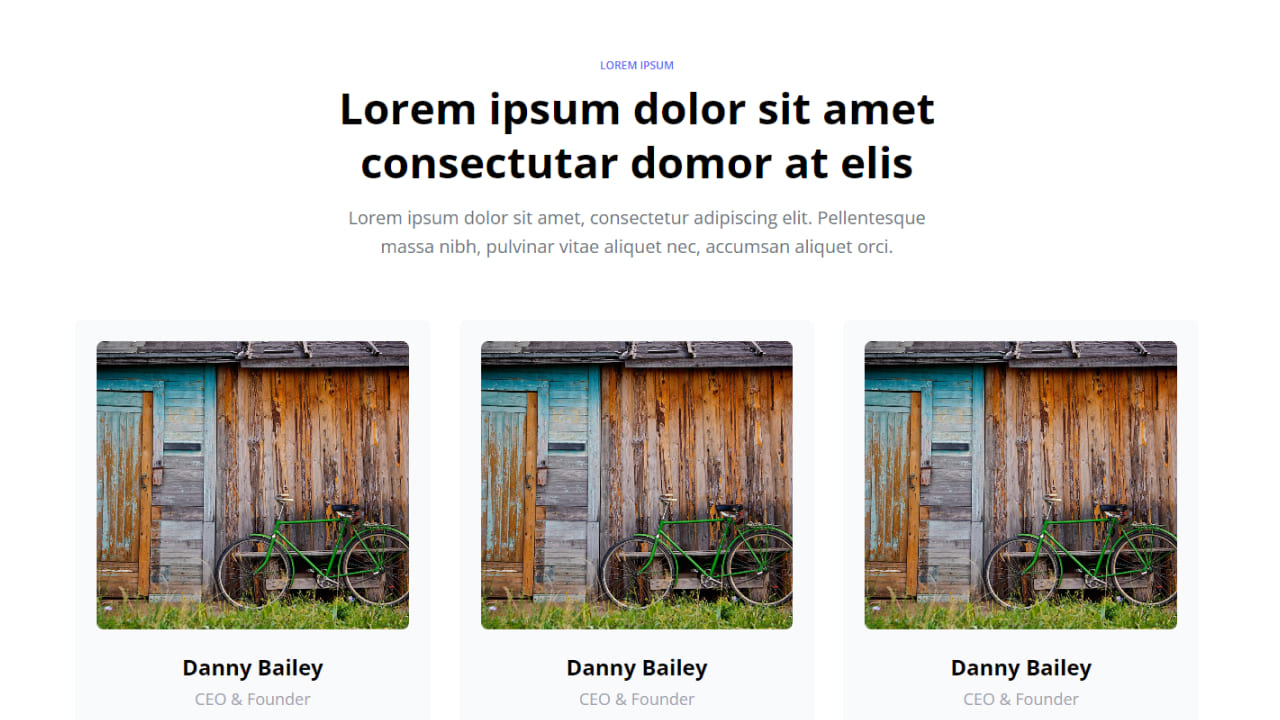 LOREM IPSUM
Lorem ipsum dolor sit amet
consectutar domor at elis
Lorem ipsum dolor sit amet, consectetur adipiscing elit. Pellentesque
massa nibh, pulvinar vitae aliquet nec, accumsan aliquet orci.
Danny Bailey
CEO & Founder
Danny Bailey
CEO & Founder
Danny Bailey
CEO & Founder